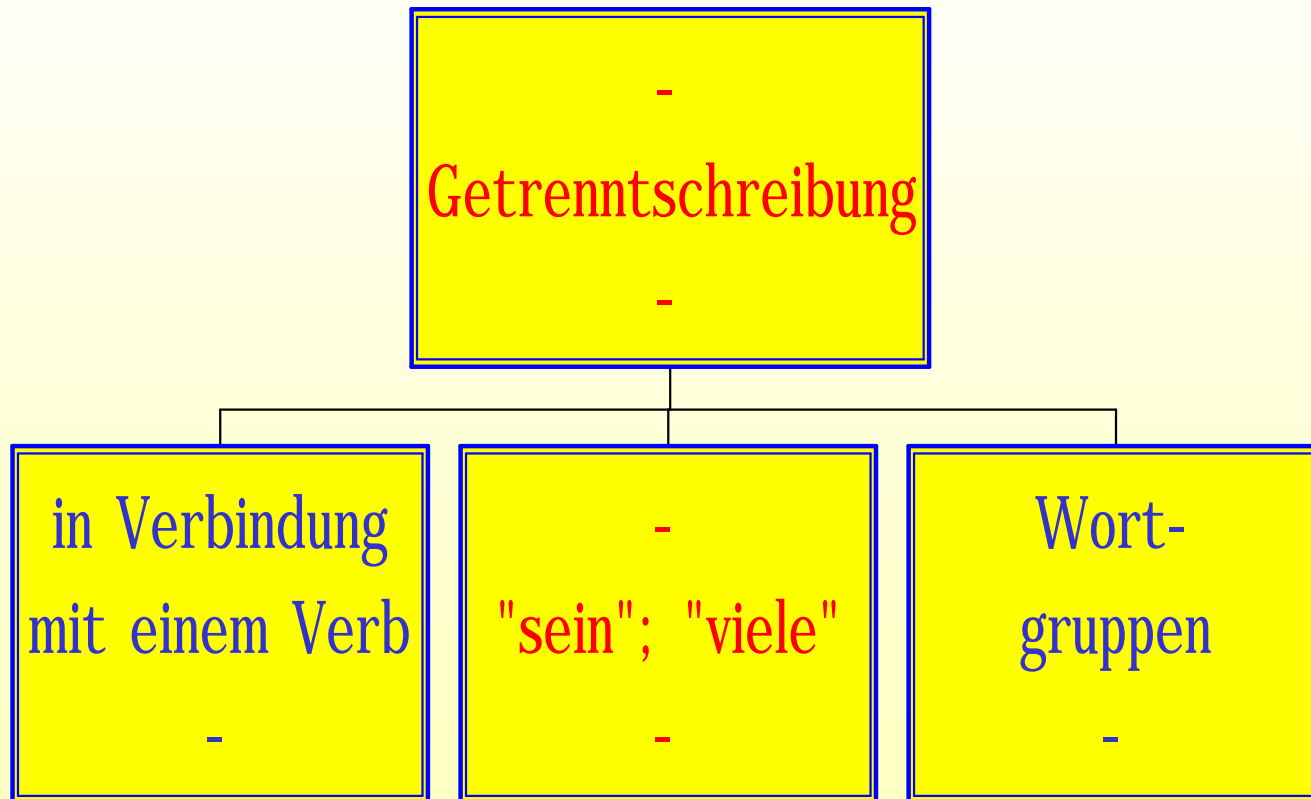 -
Getrenntschreibung
-
in Verbindung
mit einem Verb
-
-
"sein"; "viele"
-
Wort-
gruppen
-